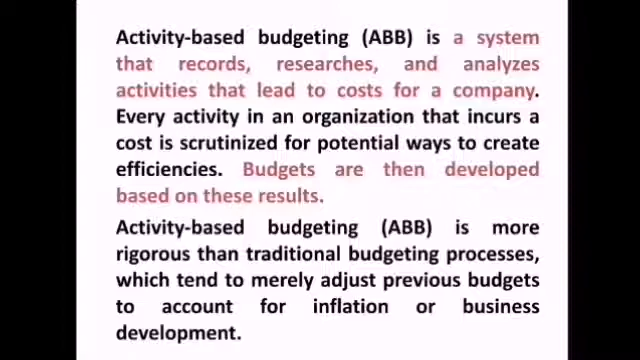 Activity-based budgeting (ABB) is a system
that records, researches, and analyzes
activities that lead to costs for a company.
Every activity in an organization that incurs a
cost is scrutinized for potential ways to create
efficiencies. Budgets are then developed
based on these results.
Activity-based budgeting (ABB) is more
rigorous than traditional budgeting processes,
which tend to merely adjust previous budgets
to account for inflation or business
development.